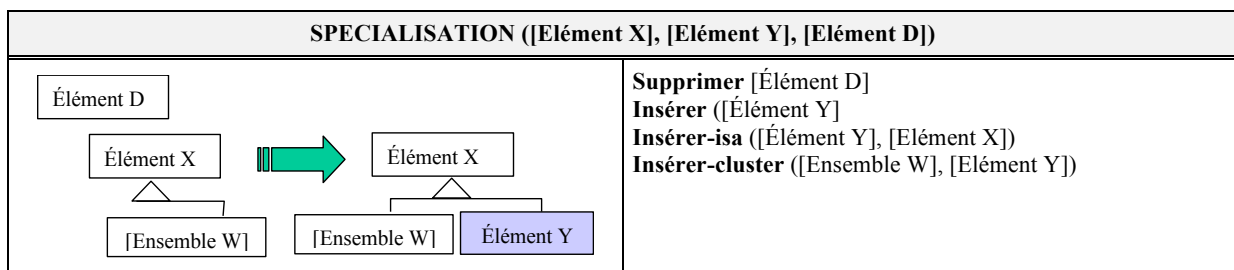 SPECIALISATION ([Elément X], [Elément Y], [Elément D])
Élément D
Élément X
[Ensemble W]
Élément X
[Ensemble W]
Élément Y
Supprimer [Élément D]
Insérer ([Élément Y]
Insérer-isa ([Élément Y], [Elément X])
Insérer-cluster ([Ensemble W], [Elément Y])